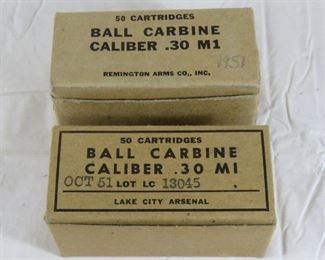 50 CARTRIDGES
BALL CARBINE
CALIBER .30 M1
REMINGTON ARMS CO., INC.
1951
50 CARTRIDGES
BALL CARBINE
CALIBER .30 M1
OCT 51 LOT LC 13045
LAKE CITY ARSENAL